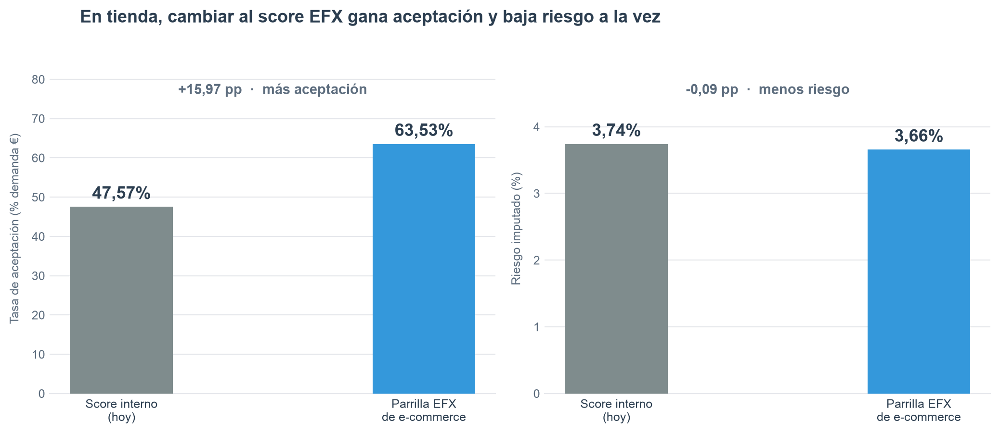 En tienda, cambiar al score EFX gana aceptación y baja riesgo a la vez
Tasa de aceptación (% demanda €)
80
70
60
50
40
30
20
10
0
+15,97 pp · más aceptación
47,57%
63,53%
Score interno
(hoy)
Parrilla EFX
de e-commerce
Riesgo imputado (%)
4
3
2
1
0
-0,09 pp · menos riesgo
3,74%
3,66%
Score interno
(hoy)
Parrilla EFX
de e-commerce